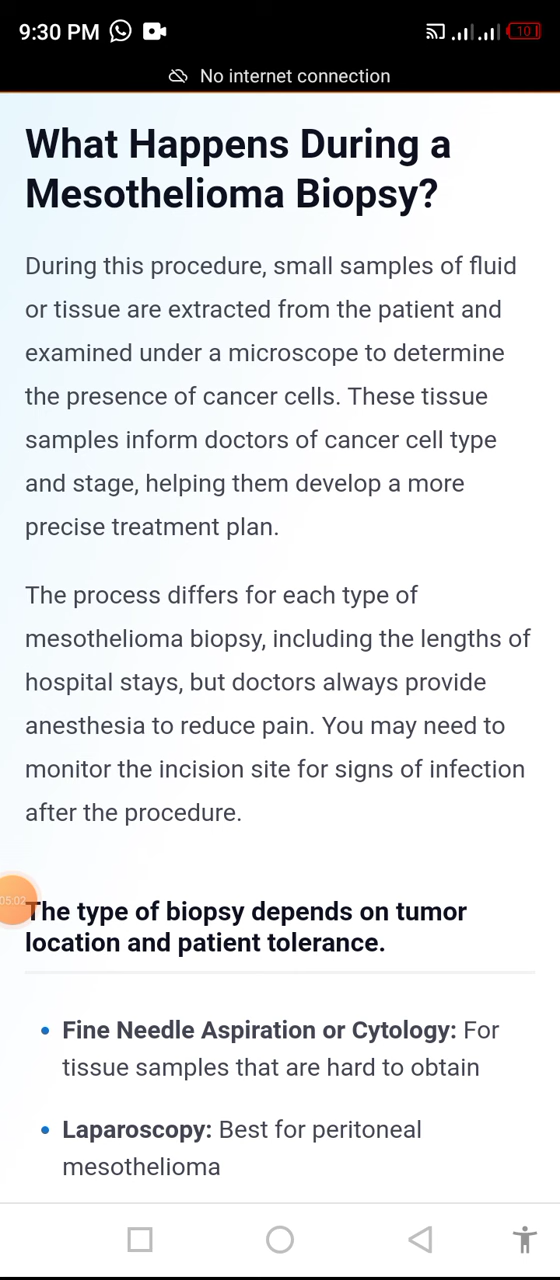 9:30 PM
10
No internet connection
What Happens During a
Mesothelioma Biopsy?
During this procedure, small samples of fluid
or tissue are extracted from the patient and
examined under a microscope to determine
the presence of cancer cells. These tissue
samples inform doctors of cancer cell type
and stage, helping them develop a more
precise treatment plan.
The process differs for each type of
mesothelioma biopsy, including the lengths of
hospital stays, but doctors always provide
anesthesia to reduce pain. You may need to
monitor the incision site for signs of infection
after the procedure.
05:02
The type of biopsy depends on tumor
location and patient tolerance.
• Fine Needle Aspiration or Cytology: For
tissue samples that are hard to obtain
• Laparoscopy: Best for peritoneal
mesothelioma